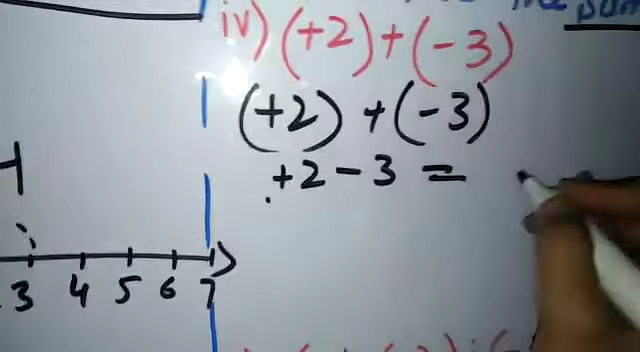 iv) (+2) + (-3)
(+2) + (-3)
+2 - 3 =
3 4 5 6 7